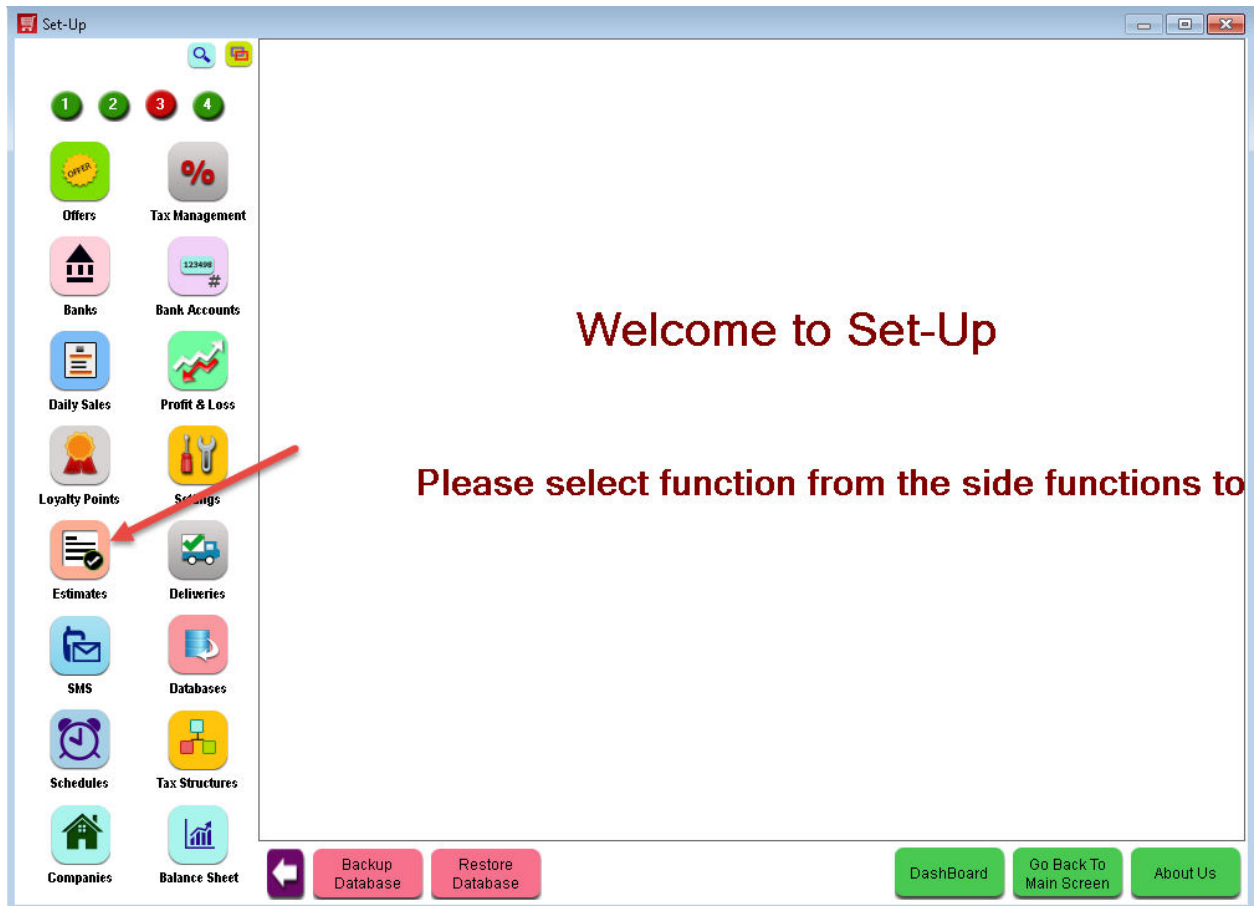 Set-Up
1 2 3 4
OFFER
%
Offers Tax Management
123498
#
Banks Bank Accounts
Daily Sales Profit & Loss
Loyalty Points Settings
Estimates Deliveries
SMS Databases
Schedules Tax Structures
Companies Balance Sheet
Welcome to Set-Up
Please select function from the side functions to
Backup
Database
Restore
Database
DashBoard
Go Back To
Main Screen
About Us